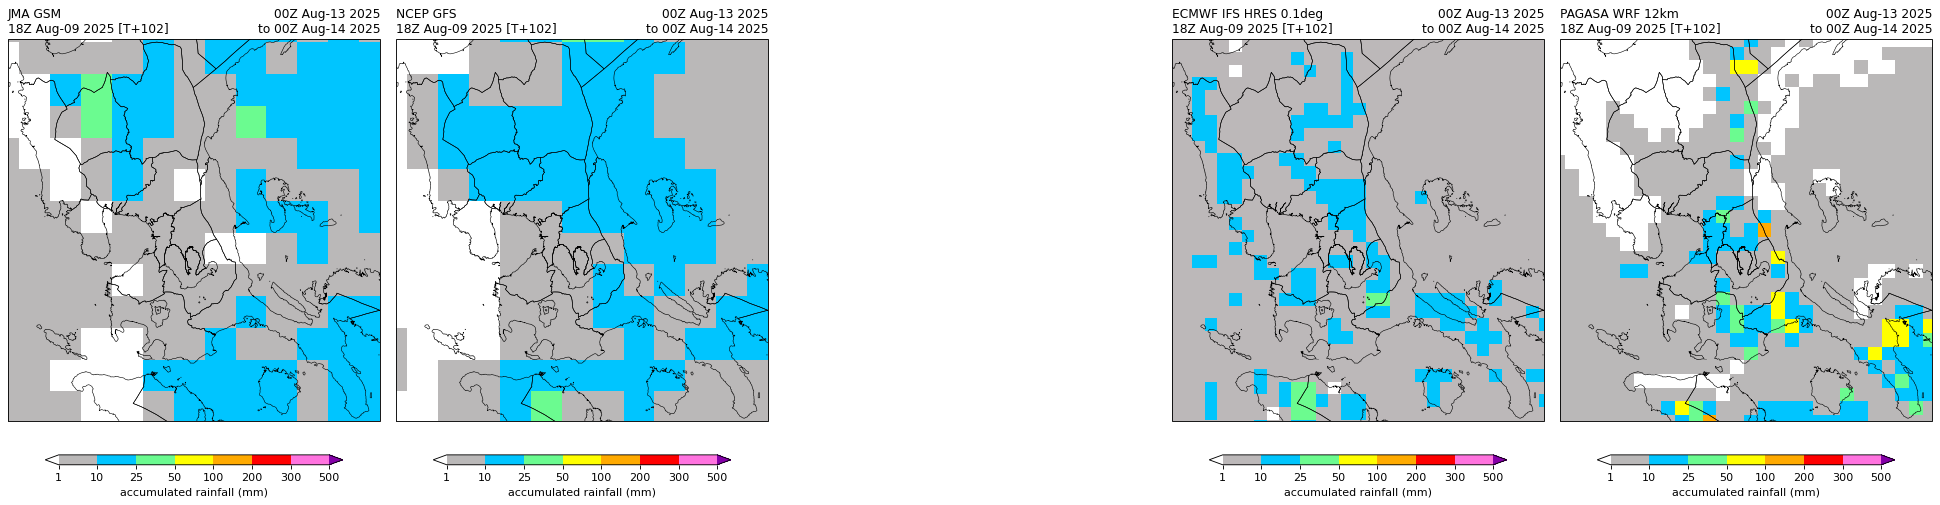 JMA GSM 00Z Aug-13 2025
18Z Aug-09 2025 [T+102] to 00Z Aug-14 2025
1 10 25 50 100 200 300 500
accumulated rainfall (mm)
NCEP GFS 00Z Aug-13 2025
18Z Aug-09 2025 [T+102] to 00Z Aug-14 2025
1 10 25 50 100 200 300 500
accumulated rainfall (mm)
ECMWF IFS HRES 0.1deg 00Z Aug-13 2025
18Z Aug-09 2025 [T+102] to 00Z Aug-14 2025
1 10 25 50 100 200 300 500
accumulated rainfall (mm)
PAGASA WRF 12km 00Z Aug-13 2025
18Z Aug-09 2025 [T+102] to 00Z Aug-14 2025
1 10 25 50 100 200 300 500
accumulated rainfall (mm)